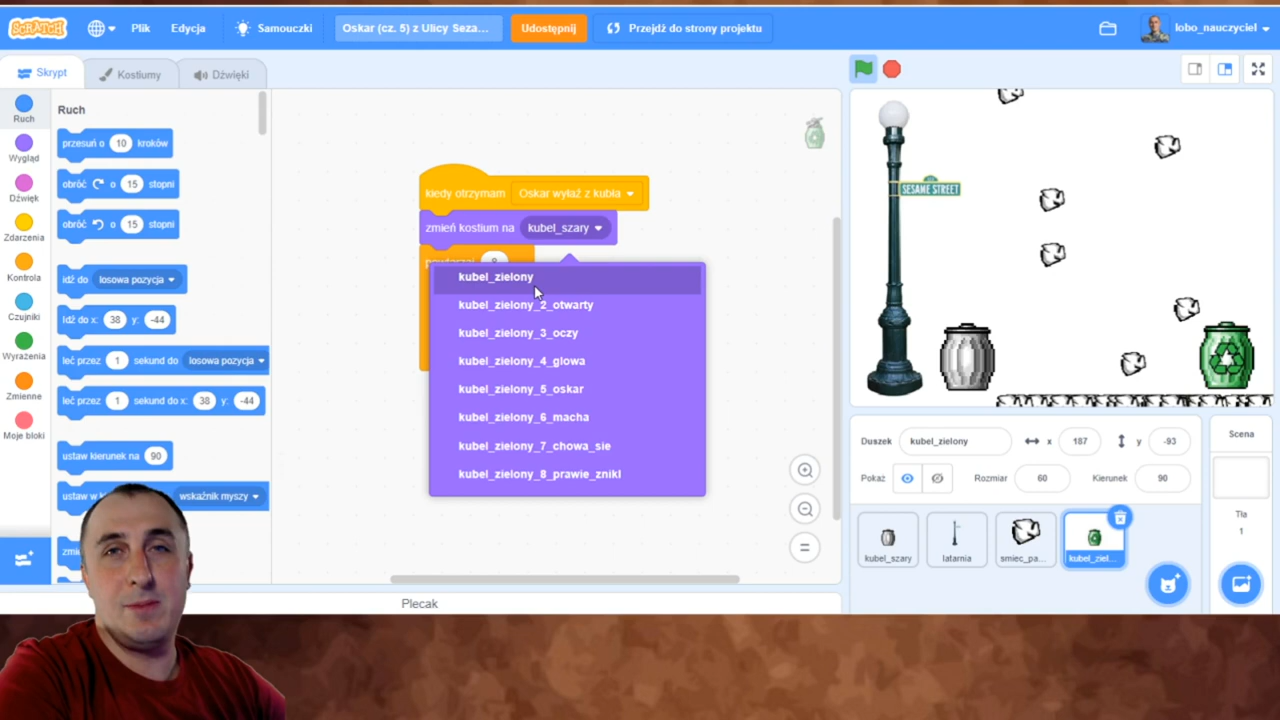 SCRATCH
Plik
Edycja
Samouczki
Oskar (cz. 5) z Ulicy Seza...
Udostępnij
Przejdź do strony projektu
lobo_nauczyciel
Skrypt
Kostiumy
Dźwięki
Ruch
Wygląd
Dźwięk
Zdarzenia
Kontrola
Czujniki
Wyrażenia
Zmienne
Moje bloki
Ruch
przesuń o 10 kroków
obróć o 15 stopni
obróć o 15 stopni
idź do losowa pozycja
Idź do x: 38 y: -44
leć przez 1 sekund do losowa pozycja
leć przez 1 sekund do x: 38 y: -44
ustaw kierunek na 90
ustaw w k wskaźnik myszy
zmie
kiedy otrzymam Oskar wyłaź z kubła
zmień kostium na kubel_szary
powtarzaj 8
kubel_zielony
kubel_zielony_2_otwarty
kubel_zielony_3_oczy
kubel_zielony_4_glowa
kubel_zielony_5_oskar
kubel_zielony_6_macha
kubel_zielony_7_chowa_sie
kubel_zielony_8_prawie_znikl
SESAME STREET
Duszek kubel_zielony x 187 y -93
Pokaż Rozmiar 60 Kierunek 90
kubel_szary
latarnia
smiec_pa...
kubel_ziel...
Scena
Tła
1
Plecak